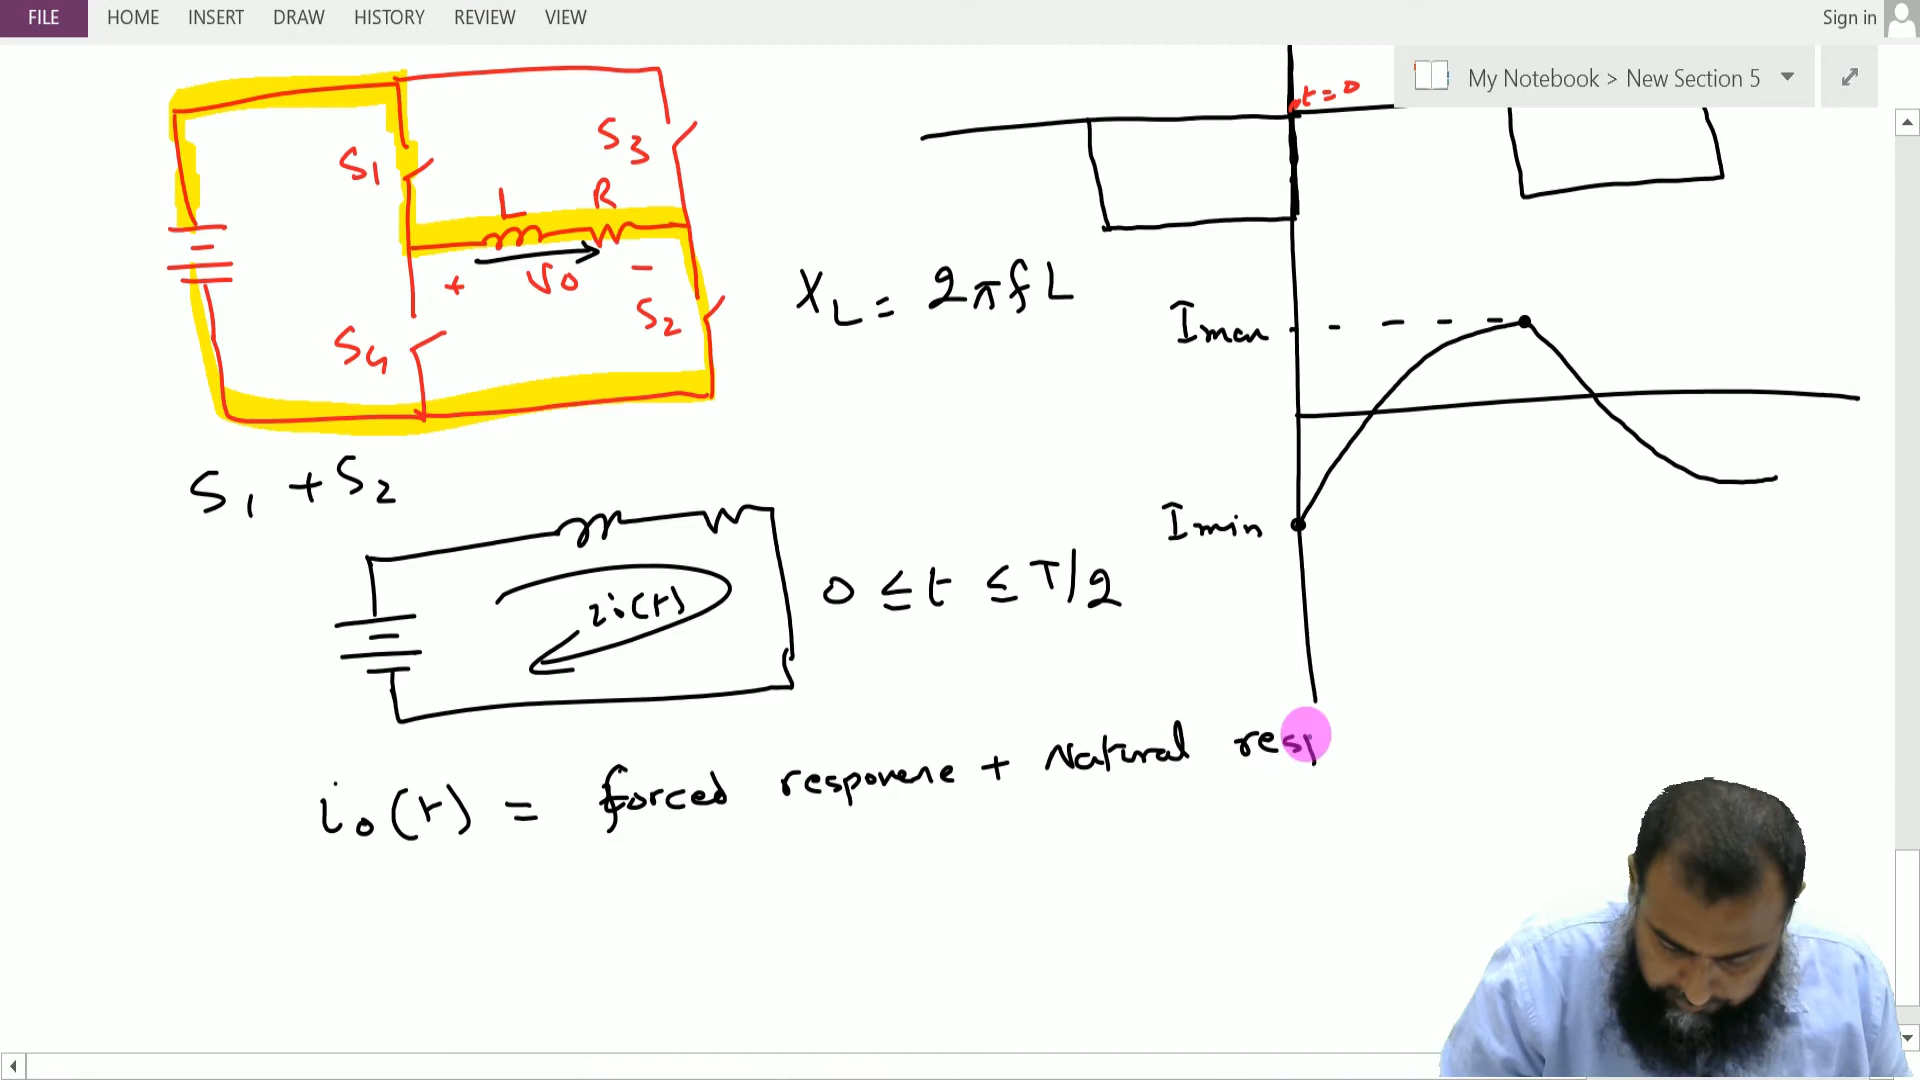 FILE HOME INSERT DRAW HISTORY REVIEW VIEW Sign in
My Notebook > New Section 5
t=0
S3
S1
L R
+ Vo -
S2
S4
XL = 2πfL
Imax
S1 + S2
Imin
io(t)
0 ≤ t ≤ T/2
io(t) = forced response + Natural resp